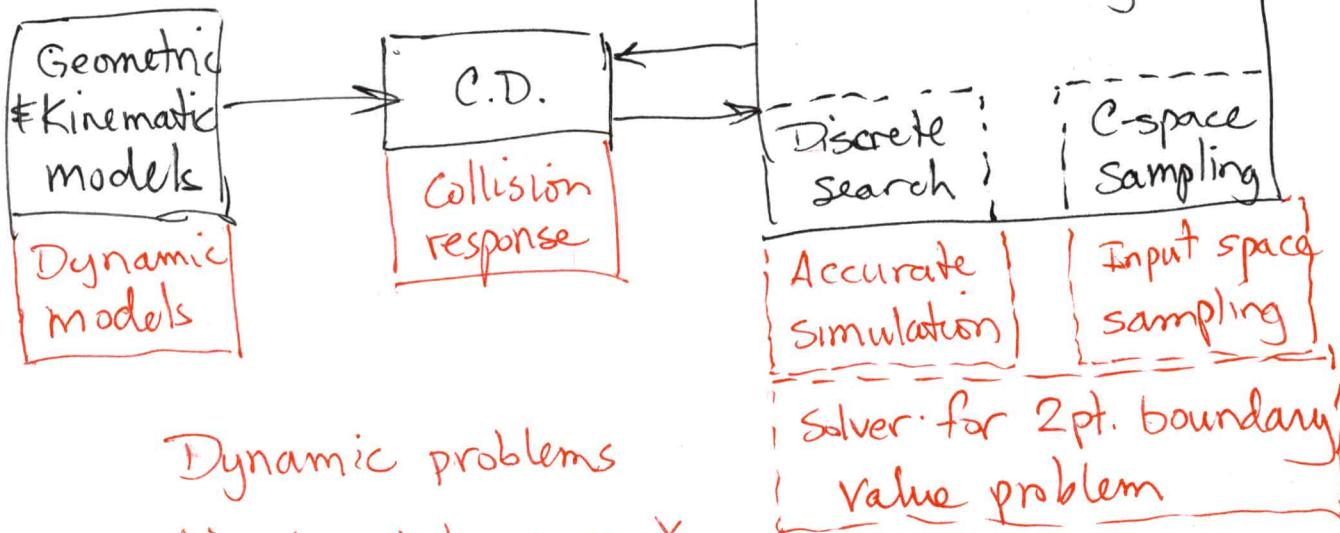 Geometric
& Kinematic
models
Dynamic
models
C.D.
Collision
response
Discrete
search
C-space
sampling
Accurate
simulation
Input space
sampling
Solver for 2pt. boundary
value problem
Dynamic problems